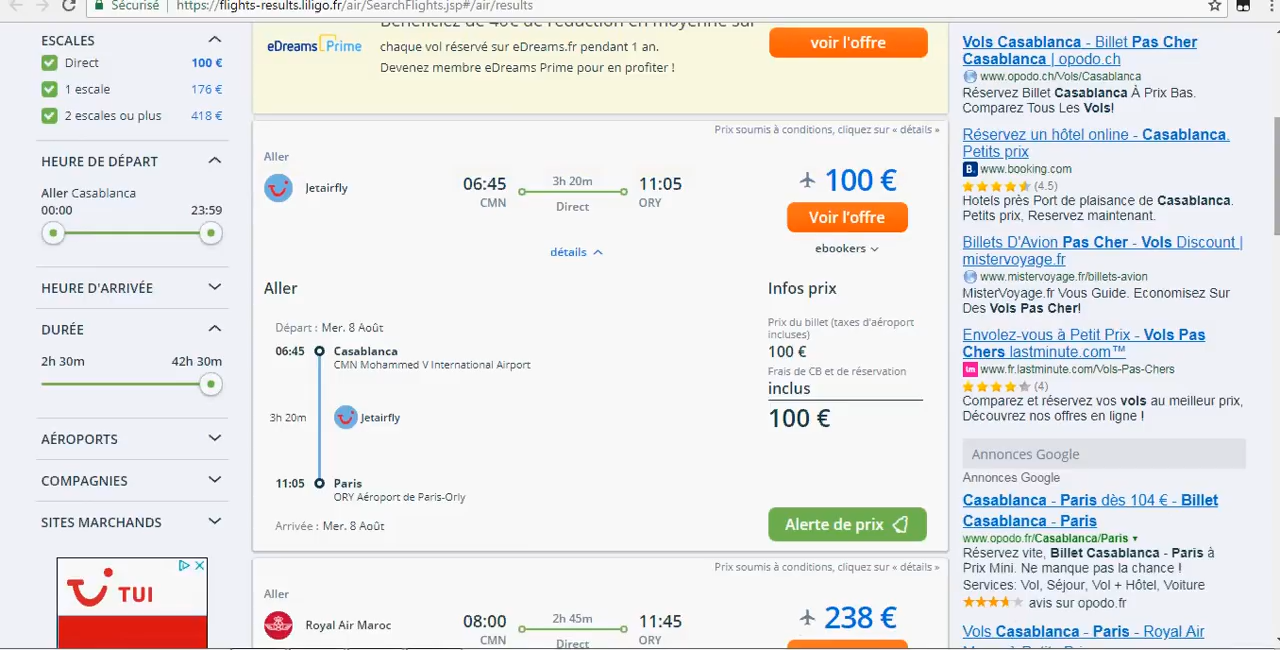 Sécurisé | https://flights-results.liligo.fr/air/SearchFlights.jsp#/air/results
ESCALES
Direct 100 €
1 escale 176 €
2 escales ou plus 418 €
HEURE DE DÉPART
Aller Casablanca
00:00 23:59
HEURE D'ARRIVÉE
DURÉE
2h 30m 42h 30m
AÉROPORTS
COMPAGNIES
SITES MARCHANDS
TUI
Bénéficiez de 40€ de réduction en moyenne sur
eDreams Prime
chaque vol réservé sur eDreams.fr pendant 1 an.
Devenez membre eDreams Prime pour en profiter !
voir l'offre
Prix soumis à conditions, cliquez sur « détails »
Aller
Jetairfly
06:45 3h 20m 11:05
CMN Direct ORY
100 €
Voir l'offre
ebookers
détails
Aller
Départ : Mer. 8 Août
06:45 Casablanca
CMN Mohammed V International Airport
3h 20m Jetairfly
11:05 Paris
ORY Aéroport de Paris-Orly
Arrivée : Mer. 8 Août
Infos prix
Prix du billet (taxes d'aéroport
incluses)
100 €
Frais de CB et de réservation
inclus
100 €
Alerte de prix
Prix soumis à conditions, cliquez sur « détails »
Aller
Royal Air Maroc
08:00 2h 45m 11:45
CMN Direct ORY
238 €
Vols Casablanca - Billet Pas Cher
Casablanca | opodo.ch
www.opodo.ch/Vols/Casablanca
Réservez Billet Casablanca À Prix Bas.
Comparez Tous Les Vols!
Réservez un hôtel online - Casablanca.
Petits prix
B. www.booking.com
(4.5)
Hotels près Port de plaisance de Casablanca.
Petits prix, Reservez maintenant.
Billets D'Avion Pas Cher - Vols Discount |
mistervoyage.fr
www.mistervoyage.fr/billets-avion
MisterVoyage.fr Vous Guide. Economisez Sur
Des Vols Pas Cher!
Envolez-vous à Petit Prix - Vols Pas
Chers lastminute.com™
lm www.fr.lastminute.com/Vols-Pas-Chers
(4)
Comparez et réservez vos vols au meilleur prix,
Découvrez nos offres en ligne !
Annonces Google
Annonces Google
Casablanca - Paris dès 104 € - Billet
Casablanca - Paris
www.opodo.fr/Casablanca/Paris
Réservez vite, Billet Casablanca - Paris à
Prix Mini. Ne manque pas la chance !
Services: Vol, Séjour, Vol + Hôtel, Voiture
avis sur opodo.fr
Vols Casablanca - Paris - Royal Air